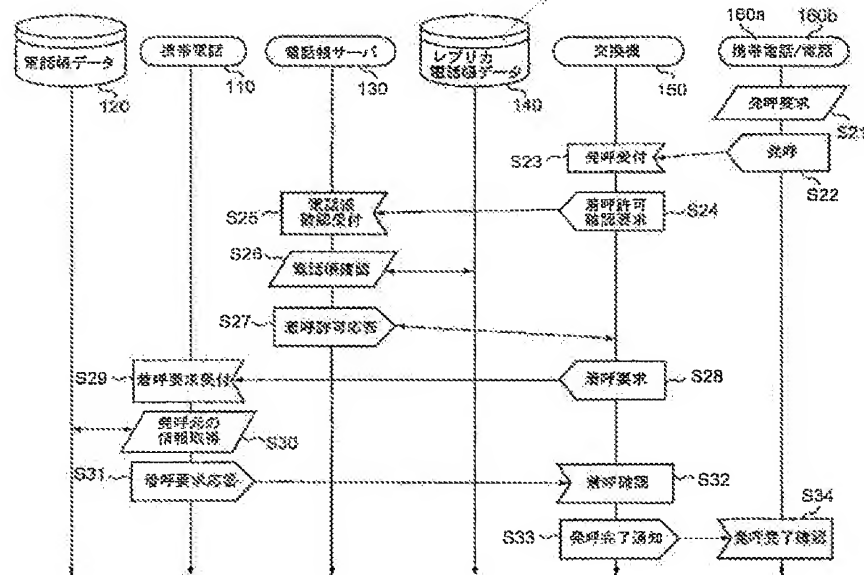 160a 160b
電話帳データ
携帯電話
電話帳サーバ
レプリカ
電話帳データ
交換機
携帯電話/電話
120
110
130
140
150
発呼要求
S21
S23
発呼受付
発呼
S22
S25
電話帳
確認受付
着呼許可
確認要求
S24
S26
電話帳確認
S27
着呼許可応答
S29
着呼要求受付
着呼要求
S28
発呼元の
情報取得
S30
S31
着呼要求応答
着呼確認
S32
S34
S33
発呼完了通知
発呼完了確認